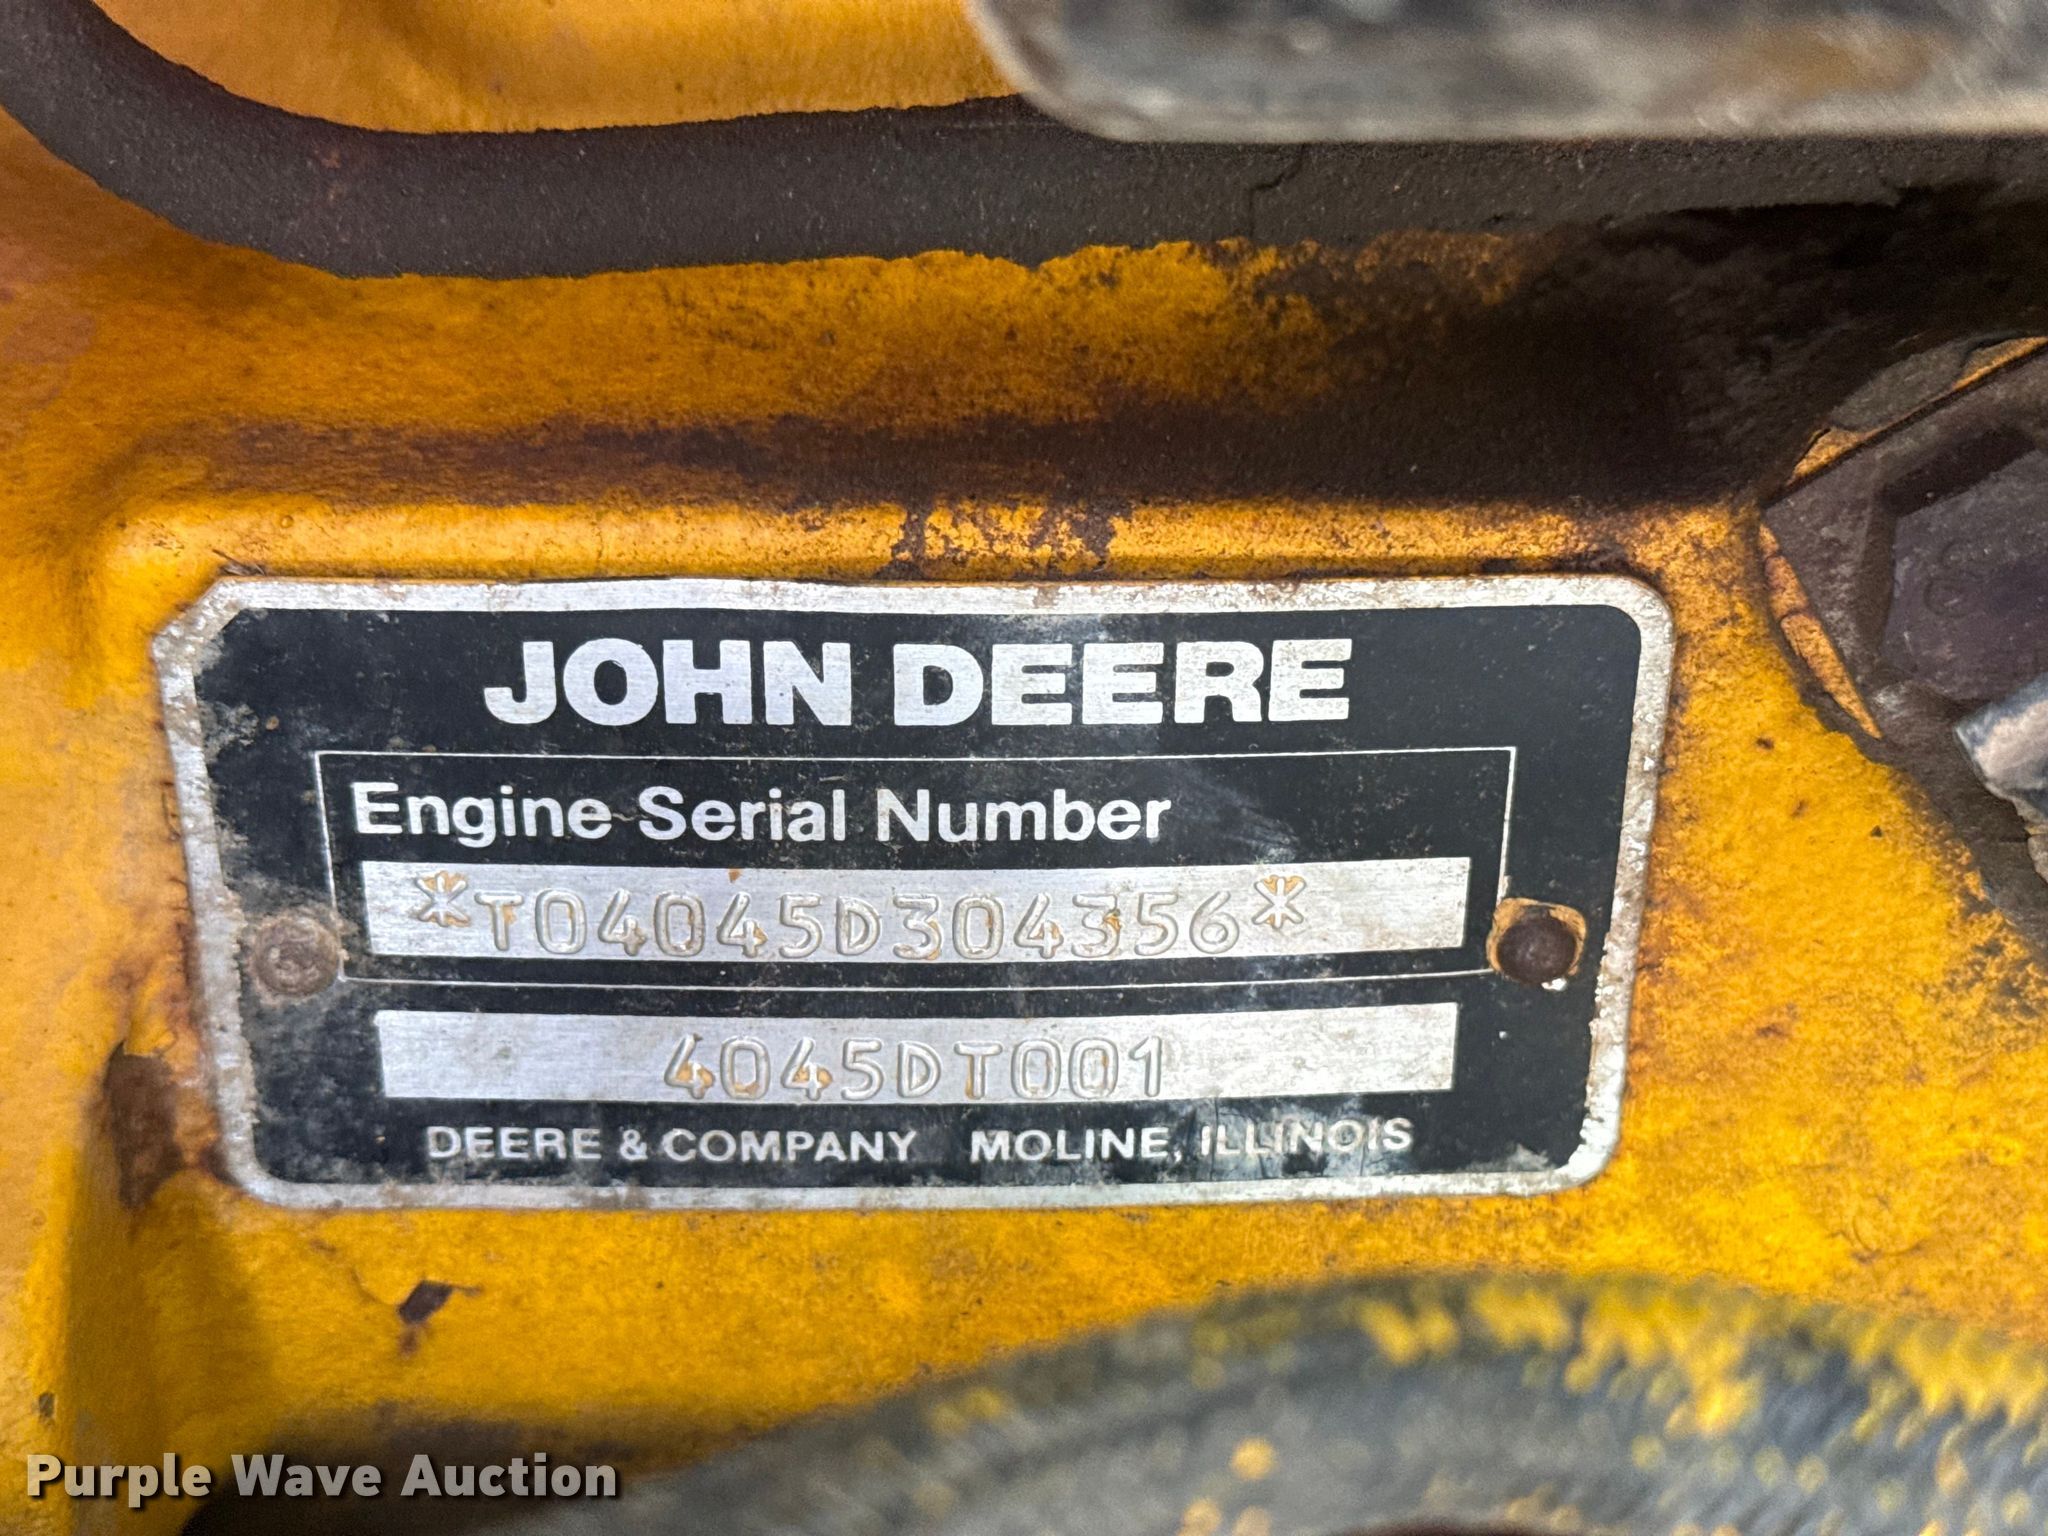 JOHN DEERE
Engine Serial Number
*T04045D304356*
4045DT001
DEERE & COMPANY MOLINE, ILLINOIS
Purple Wave Auction